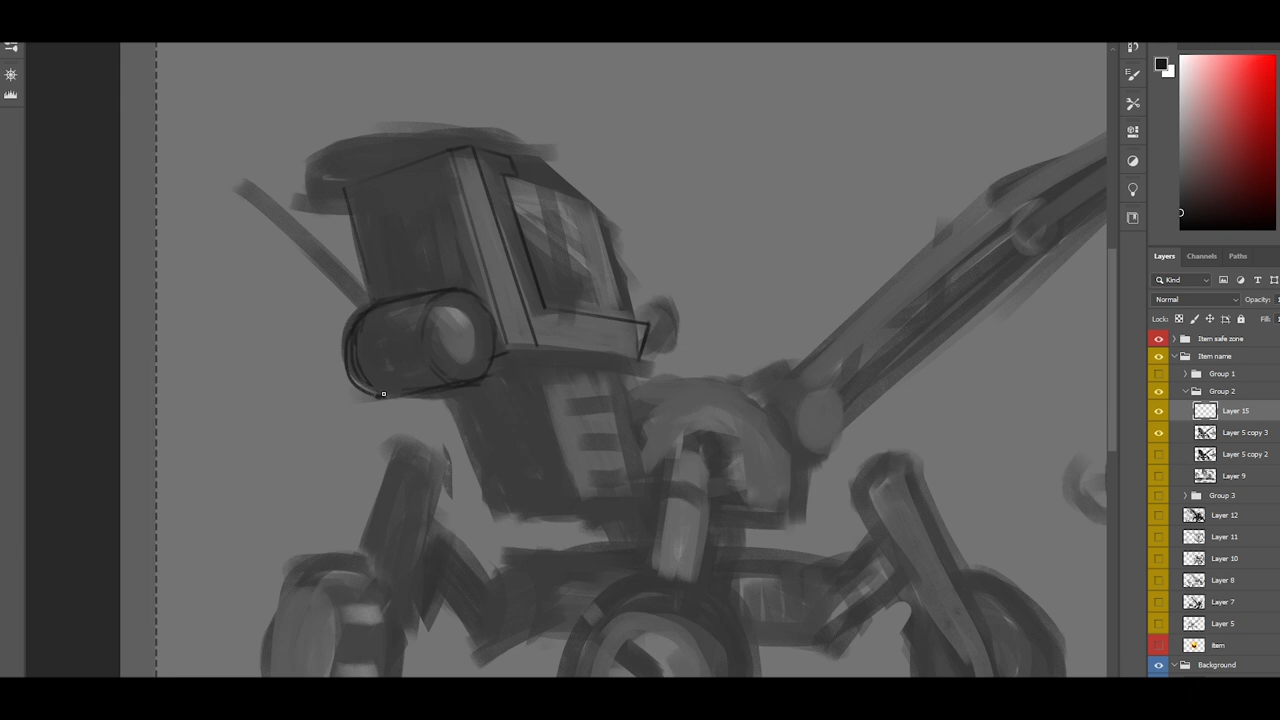 Layers Channels Paths
Kind
Normal Opacity:
Lock: Fill:
Item safe zone
Item name
Group 1
Group 2
Layer 15
Layer 5 copy 3
Layer 5 copy 2
Layer 9
Group 3
Layer 12
Layer 11
Layer 10
Layer 8
Layer 7
Layer 5
Item
Background